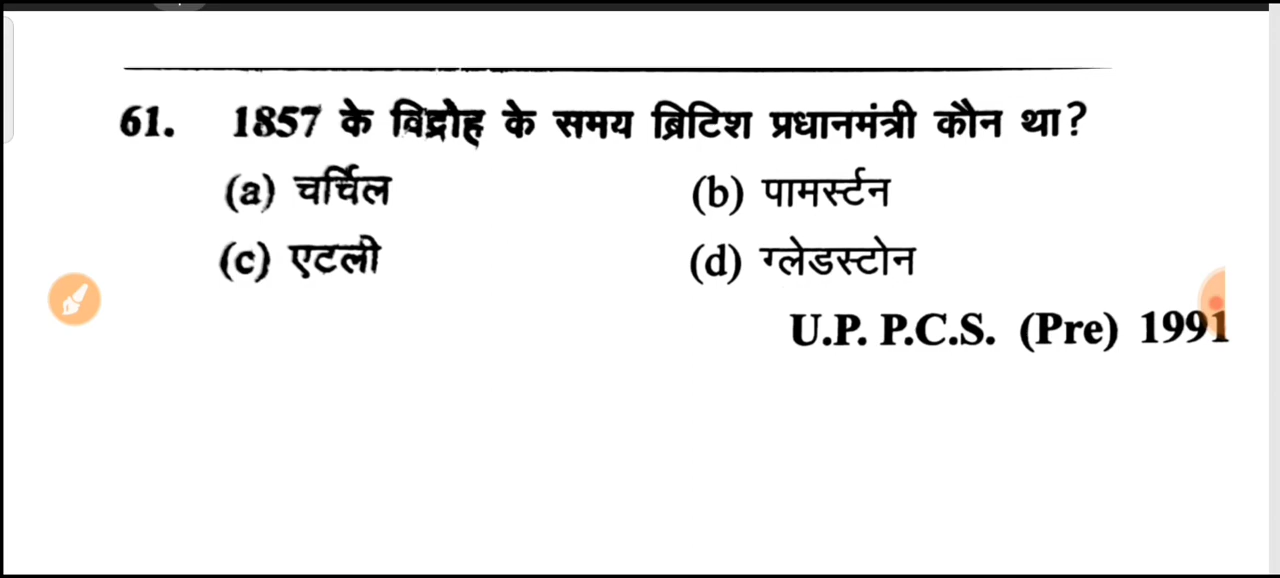 61. 1857 के विद्रोह के समय ब्रिटिश प्रधानमंत्री कौन था?
(a) चर्चिल (b) पामर्स्टन
(c) एटली (d) ग्लेडस्टोन
U.P. P.C.S. (Pre) 1991